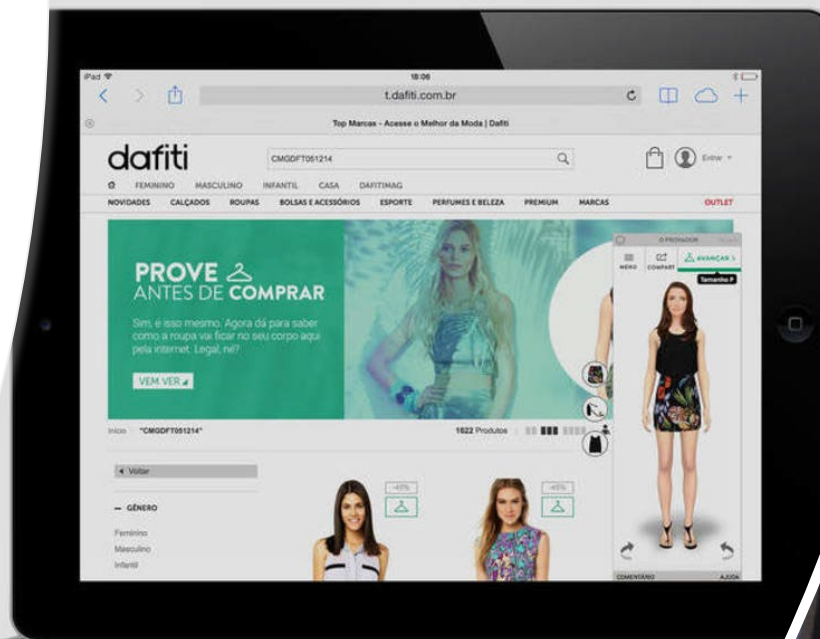 iPad
18:06
t.dafiti.com.br
Top Marcas - Acesse o Melhor da Moda | Dafiti
dafiti
CMGDFT051214
Entrar
FEMININO MASCULINO INFANTIL CASA DAFITIMAG
NOVIDADES CALÇADOS ROUPAS BOLSAS E ACESSÓRIOS ESPORTE PERFUMES E BELEZA PREMIUM MARCAS OUTLET
PROVE
ANTES DE COMPRAR
Sim, é isso mesmo. Agora dá para saber
como a roupa vai ficar no seu corpo aqui
pela internet. Legal, né?
VEM VER
O PROVADOR
MENU COMPART AVANÇAR >
Tamanho P
Início "CMGDFT051214"
1622 Produtos
Voltar
GÊNERO
Feminino
Masculino
Infantil
-45%
-45%
COMENTÁRIO AJUDA